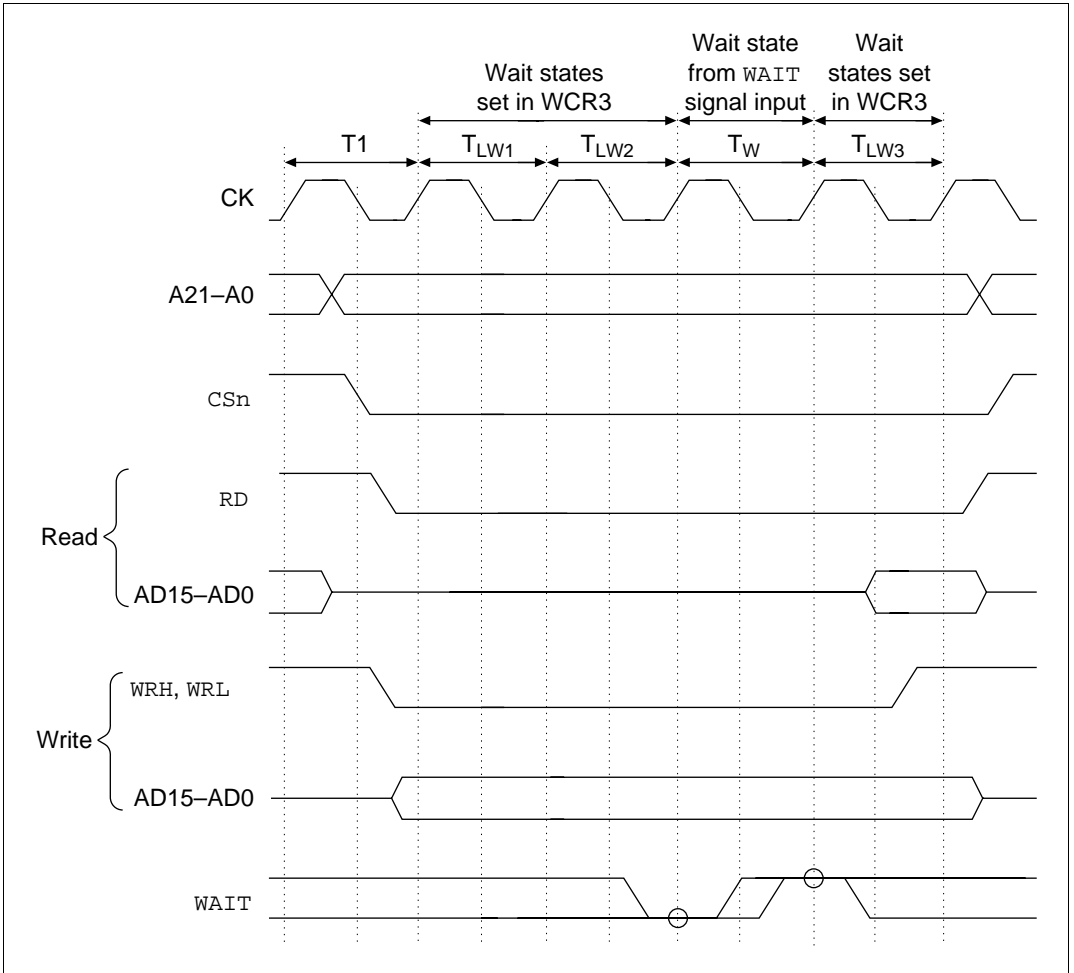 Wait states
set in WCR3
Wait state
from WAIT
signal input
Wait
states set
in WCR3
T1
TLW1
TLW2
TW
TLW3
CK
A21–A0
CSn
Read
RD
AD15–AD0
Write
WRH, WRL
AD15–AD0
WAIT